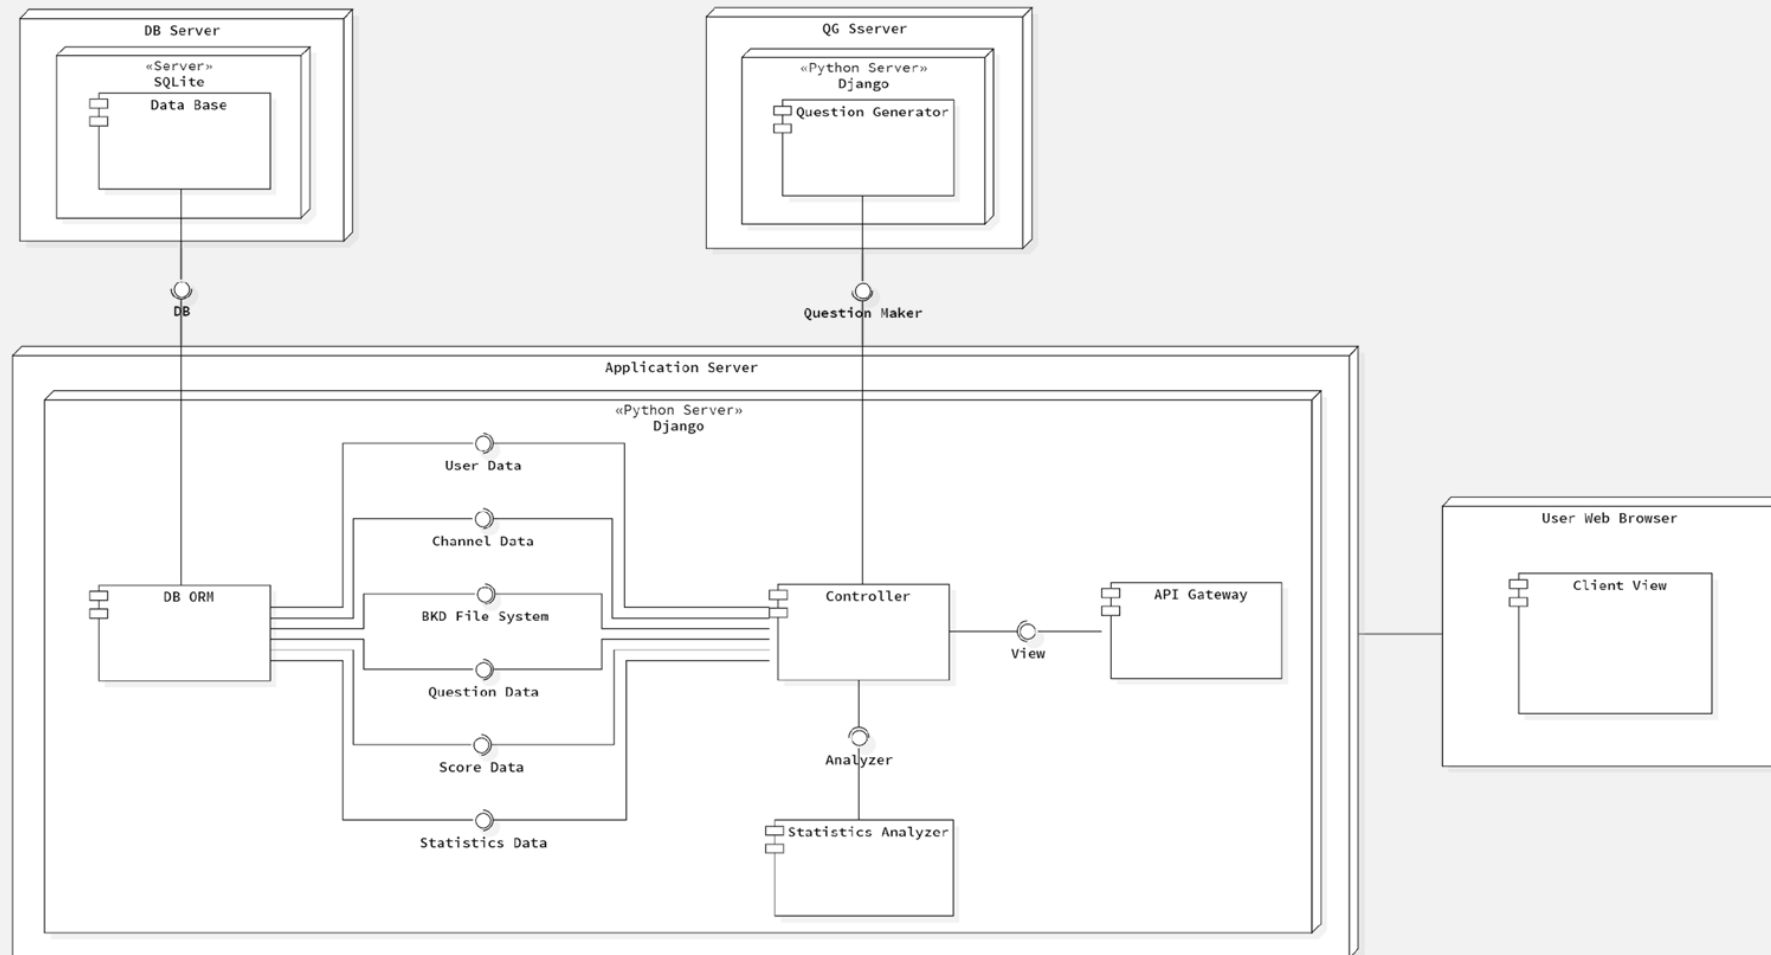 DB Server
«Server»
SQLite
Data Base
QG Sserver
«Python Server»
Django
Question Generator
DB
Question Maker
Application Server
«Python Server»
Django
User Data
Channel Data
BKD File System
Question Data
Score Data
Statistics Data
DB ORM
Controller
View
API Gateway
Analyzer
Statistics Analyzer
User Web Browser
Client View